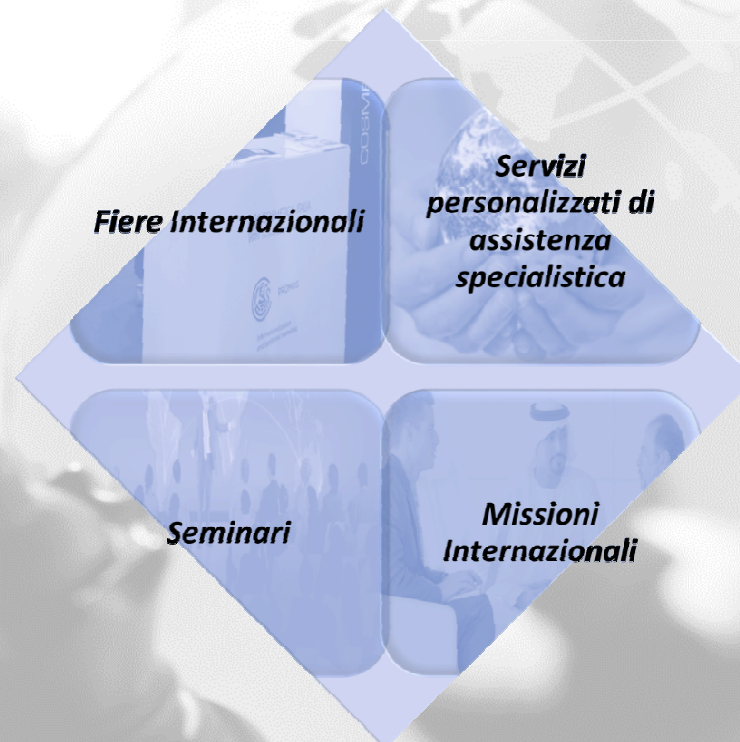 Fiere Internazionali
Servizi
personalizzati di
assistenza
specialistica
Seminari
Missioni
Internazionali